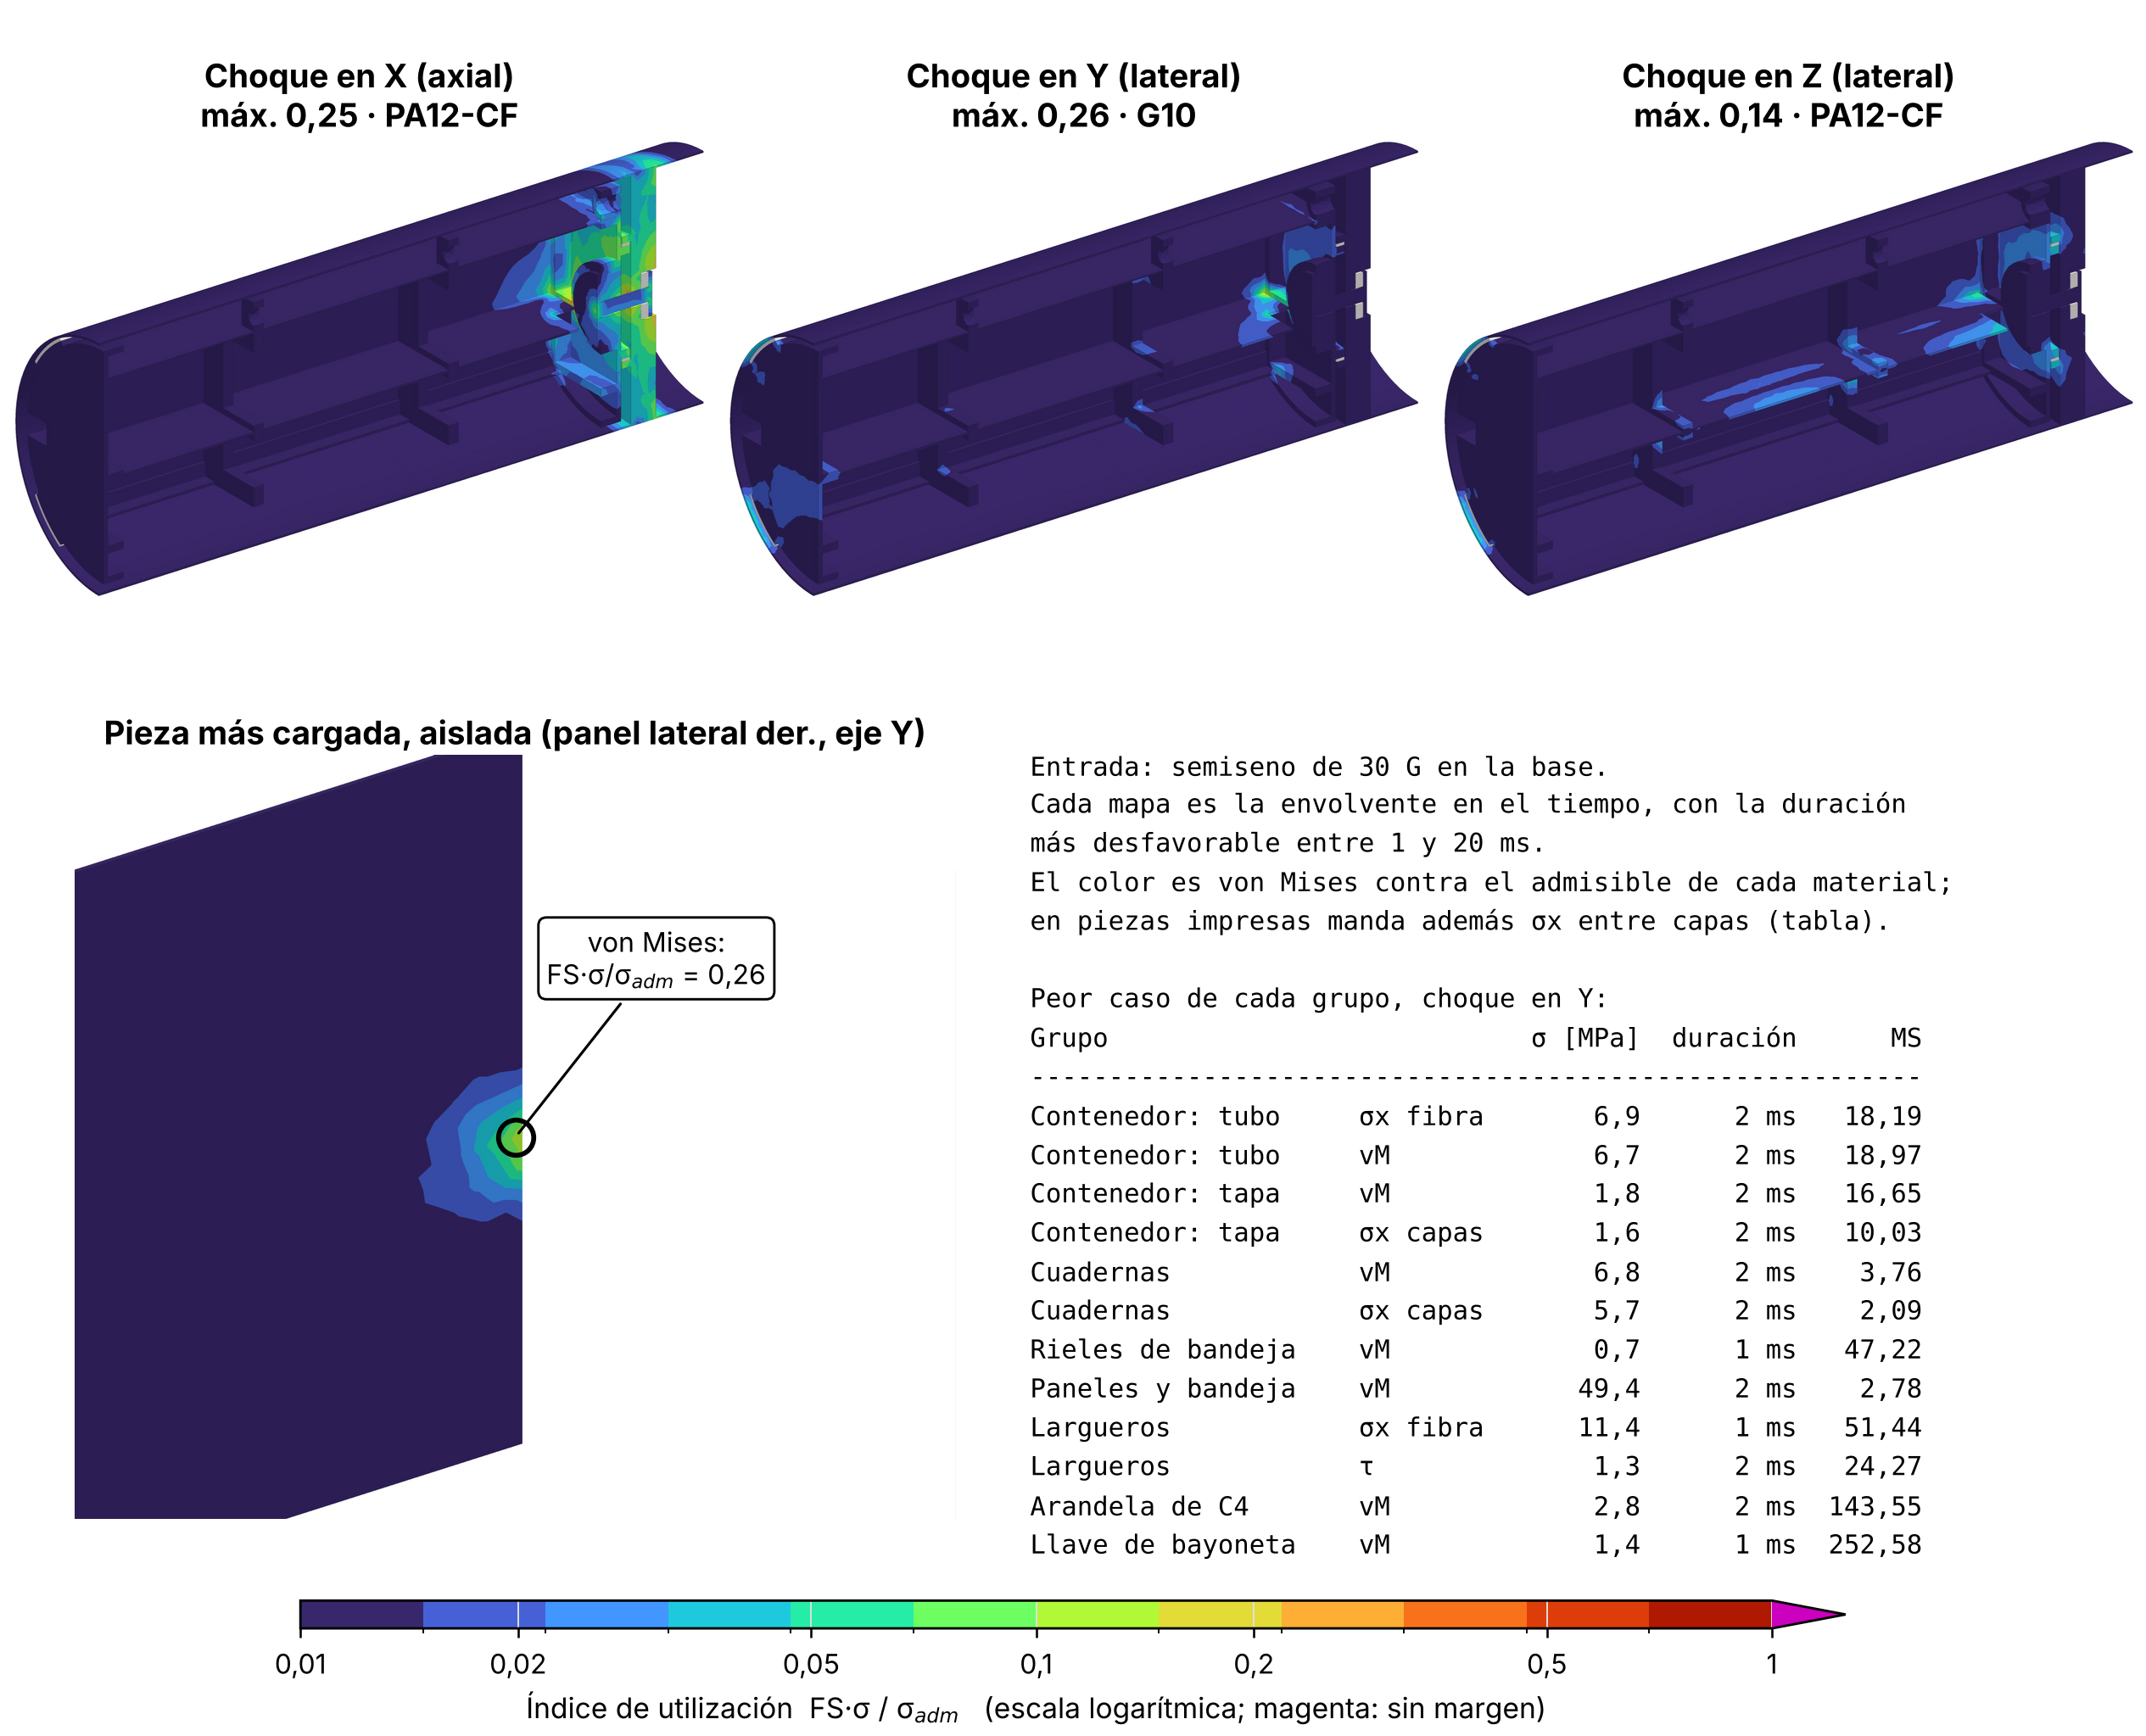 Choque en X (axial)
máx. 0,25 · PA12-CF
Choque en Y (lateral)
máx. 0,26 · G10
Choque en Z (lateral)
máx. 0,14 · PA12-CF
Pieza más cargada, aislada (panel lateral der., eje Y)
von Mises:
FS·σ/σadm = 0,26
Entrada: semiseno de 30 G en la base.
Cada mapa es la envolvente en el tiempo, con la duración
más desfavorable entre 1 y 20 ms.
El color es von Mises contra el admisible de cada material;
en piezas impresas manda además σx entre capas (tabla).
Peor caso de cada grupo, choque en Y:
Grupo σ [MPa] duración MS
---------------------------------------------------------
Contenedor: tubo σx fibra 6,9 2 ms 18,19
Contenedor: tubo vM 6,7 2 ms 18,97
Contenedor: tapa vM 1,8 2 ms 16,65
Contenedor: tapa σx capas 1,6 2 ms 10,03
Cuadernas vM 6,8 2 ms 3,76
Cuadernas σx capas 5,7 2 ms 2,09
Rieles de bandeja vM 0,7 1 ms 47,22
Paneles y bandeja vM 49,4 2 ms 2,78
Largueros σx fibra 11,4 1 ms 51,44
Largueros τ 1,3 2 ms 24,27
Arandela de C4 vM 2,8 2 ms 143,55
Llave de bayoneta vM 1,4 1 ms 252,58
0,01 0,02 0,05 0,1 0,2 0,5 1
Índice de utilización FS·σ / σadm (escala logarítmica; magenta: sin margen)